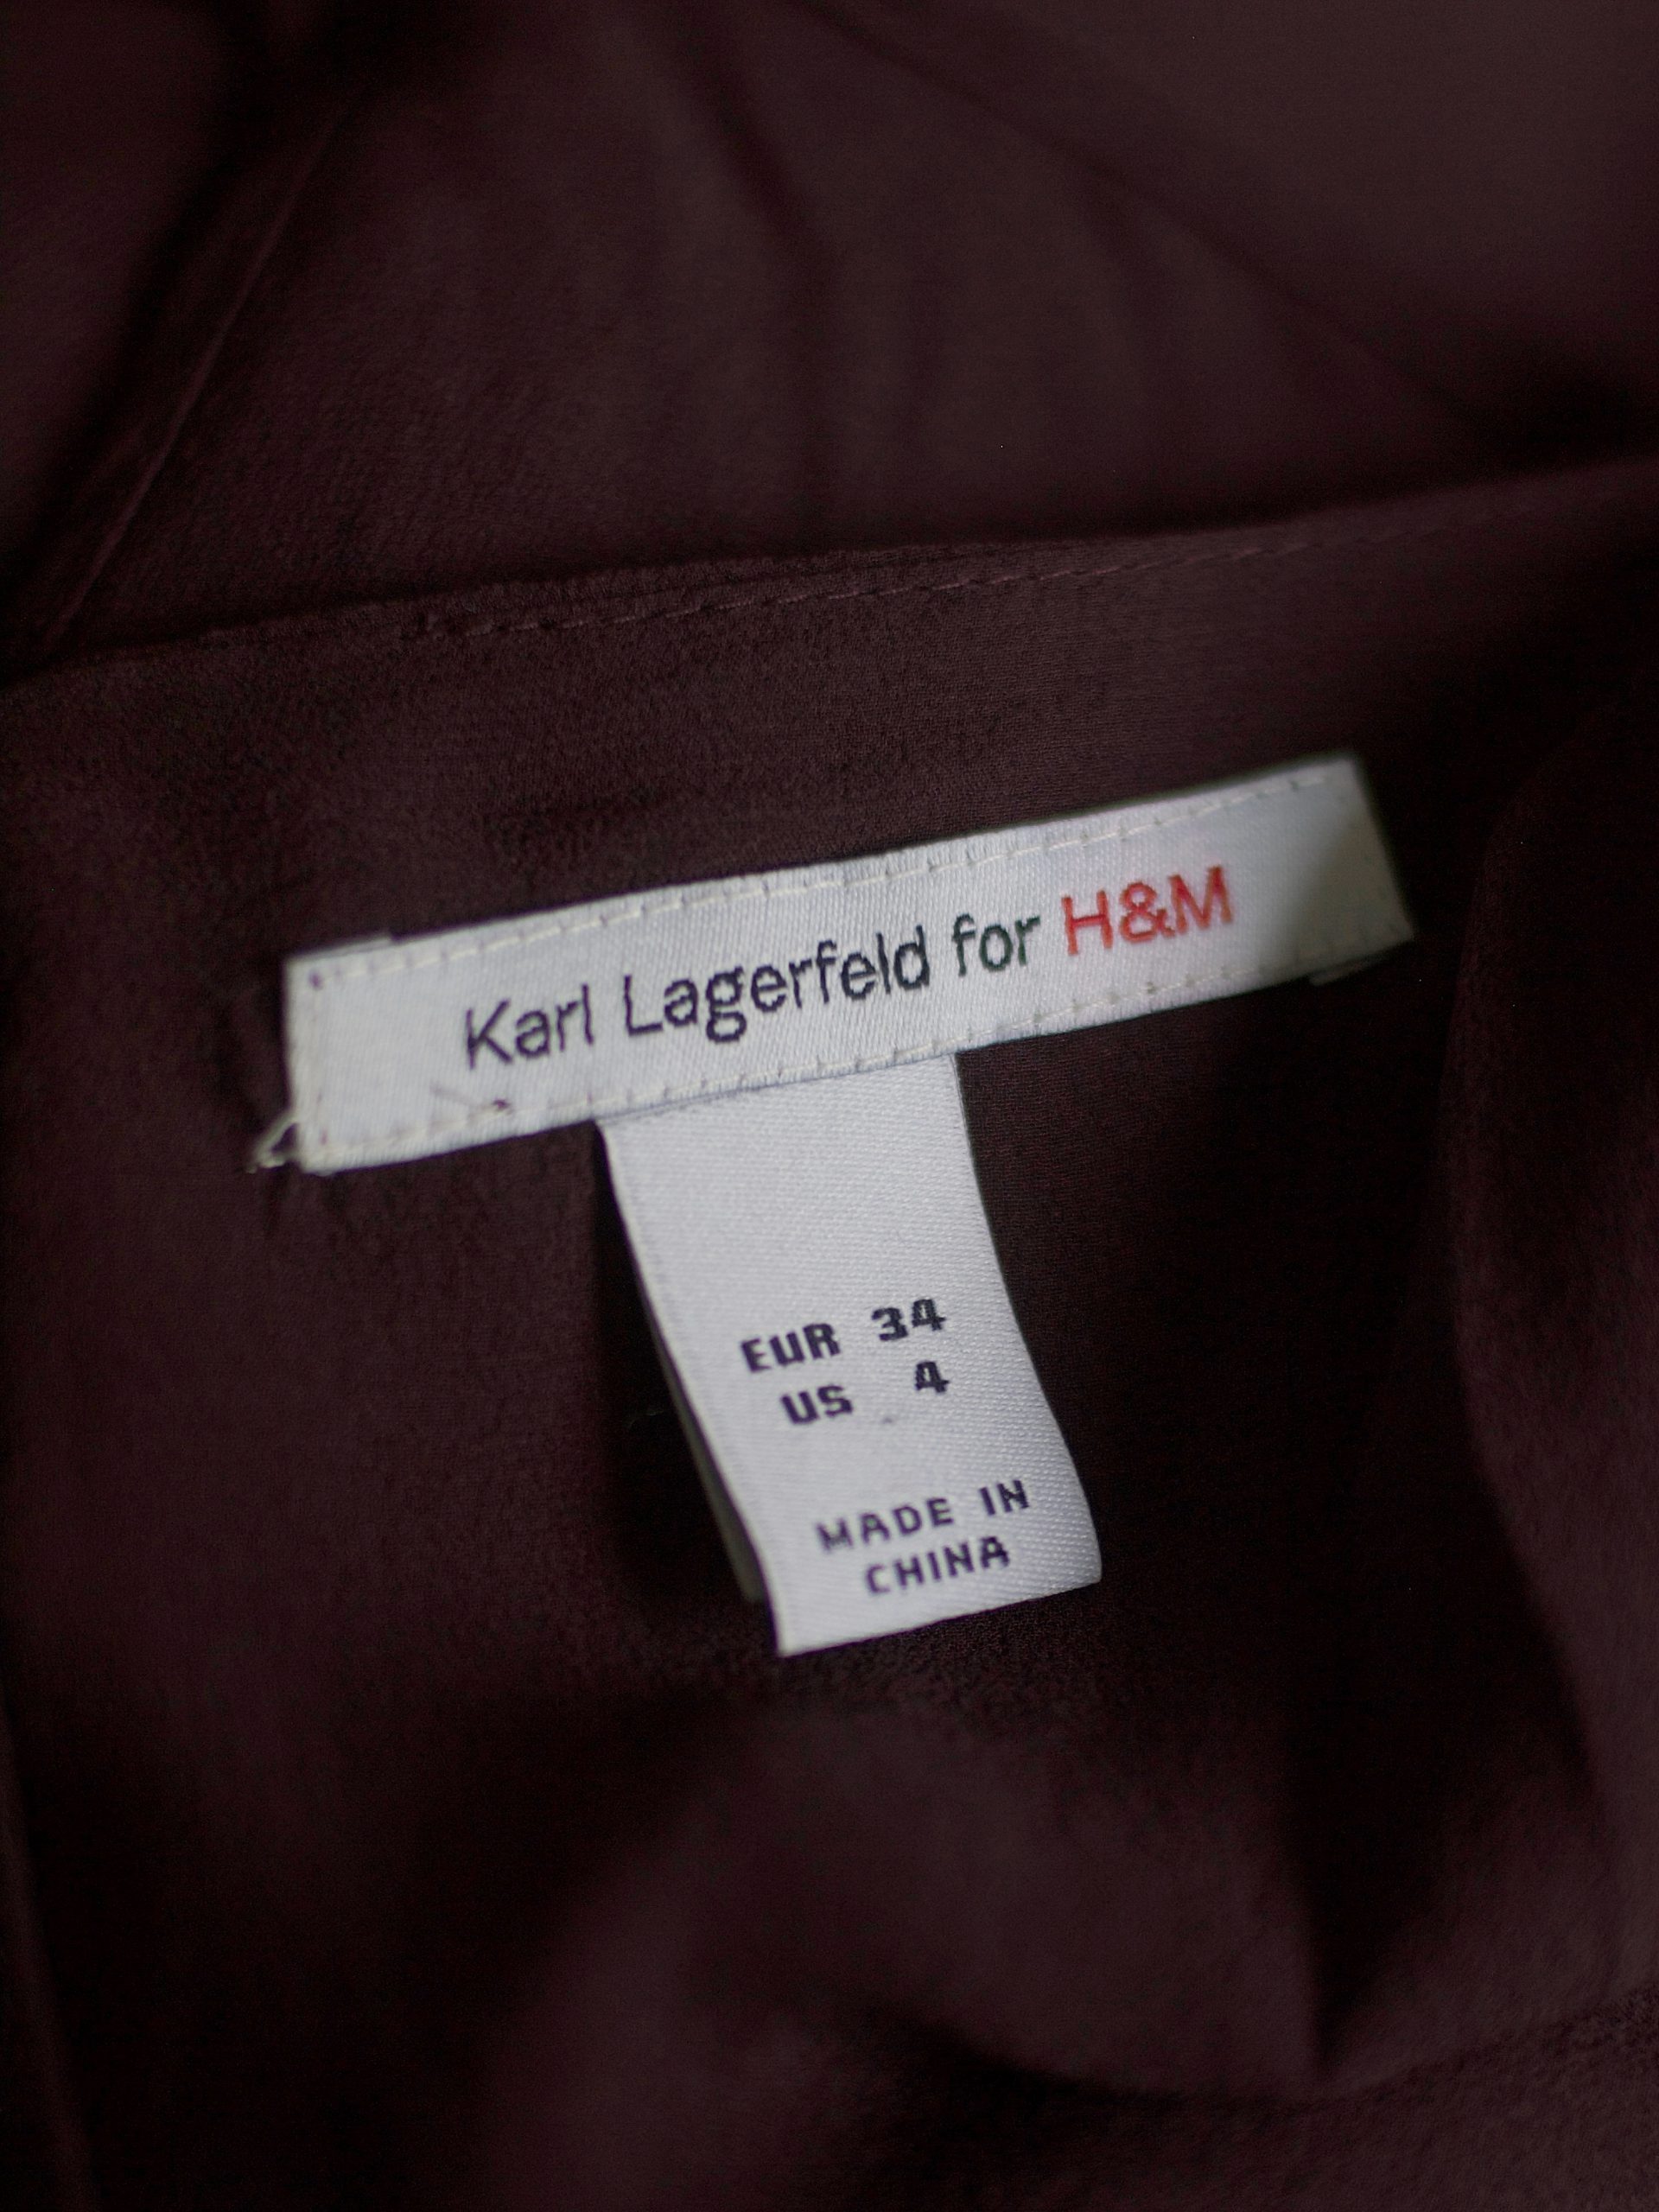 Karl Lagerfeld for H&M
EUR 34
US 4
MADE IN
CHINA